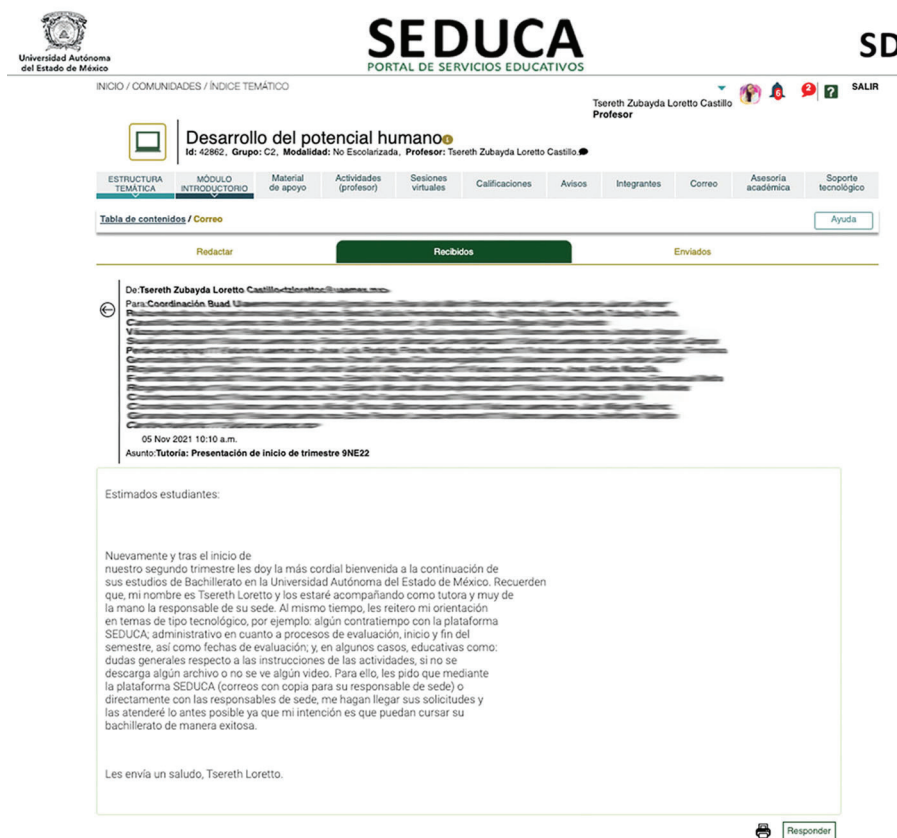 Universidad Autónoma
del Estado de México
SEDUCA
PORTAL DE SERVICIOS EDUCATIVOS
SD
INICIO / COMUNIDADES / ÍNDICE TEMÁTICO
Tsereth Zubayda Loretto Castillo
Profesor
6
2
?
SALIR
Desarrollo del potencial humano
Id: 42862, Grupo: C2, Modalidad: No Escolarizada, Profesor: Tsereth Zubayda Loretto Castillo.
ESTRUCTURA TEMÁTICA
MÓDULO INTRODUCTORIO
Material de apoyo
Actividades (profesor)
Sesiones virtuales
Calificaciones
Avisos
Integrantes
Correo
Asesoría académica
Soporte tecnológico
Tabla de contenidos / Correo
Ayuda
Redactar
Recibidos
Enviados
De:Tsereth Zubayda Loretto
Para:Coordinación Buad
05 Nov 2021 10:10 a.m.
Asunto:Tutoría: Presentación de inicio de trimestre 9NE22
Estimados estudiantes:
Nuevamente y tras el inicio de
nuestro segundo trimestre les doy la más cordial bienvenida a la continuación de
sus estudios de Bachillerato en la Universidad Autónoma del Estado de México. Recuerden
que, mi nombre es Tsereth Loretto y los estaré acompañando como tutora y muy de
la mano la responsable de su sede. Al mismo tiempo, les reitero mi orientación
en temas de tipo tecnológico, por ejemplo: algún contratiempo con la plataforma
SEDUCA; administrativo en cuanto a procesos de evaluación, inicio y fin del
semestre, así como fechas de evaluación; y, en algunos casos, educativas como:
dudas generales respecto a las instrucciones de las actividades, si no se
descarga algún archivo o no se ve algún video. Para ello, les pido que mediante
la plataforma SEDUCA (correos con copia para su responsable de sede) o
directamente con las responsables de sede, me hagan llegar sus solicitudes y
las atenderé lo antes posible ya que mi intención es que puedan cursar su
bachillerato de manera exitosa.
Les envía un saludo, Tsereth Loretto.
Responder